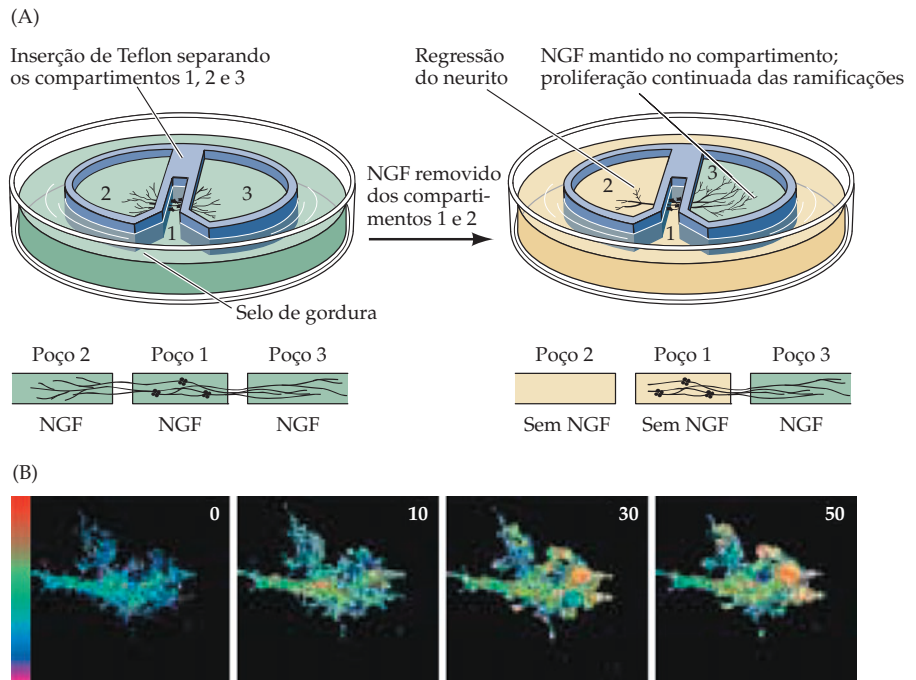 (A)
Inserção de Teflon separando
os compartimentos 1, 2 e 3
Regressão
do neurito
NGF mantido no compartimento;
proliferação continuada das ramificações
2
3
1
NGF removido
dos comparti-
mentos 1 e 2
2
3
1
Selo de gordura
Poço 2
Poço 1
Poço 3
NGF
NGF
NGF
Poço 2
Poço 1
Poço 3
Sem NGF
Sem NGF
NGF
(B)
0
10
30
50